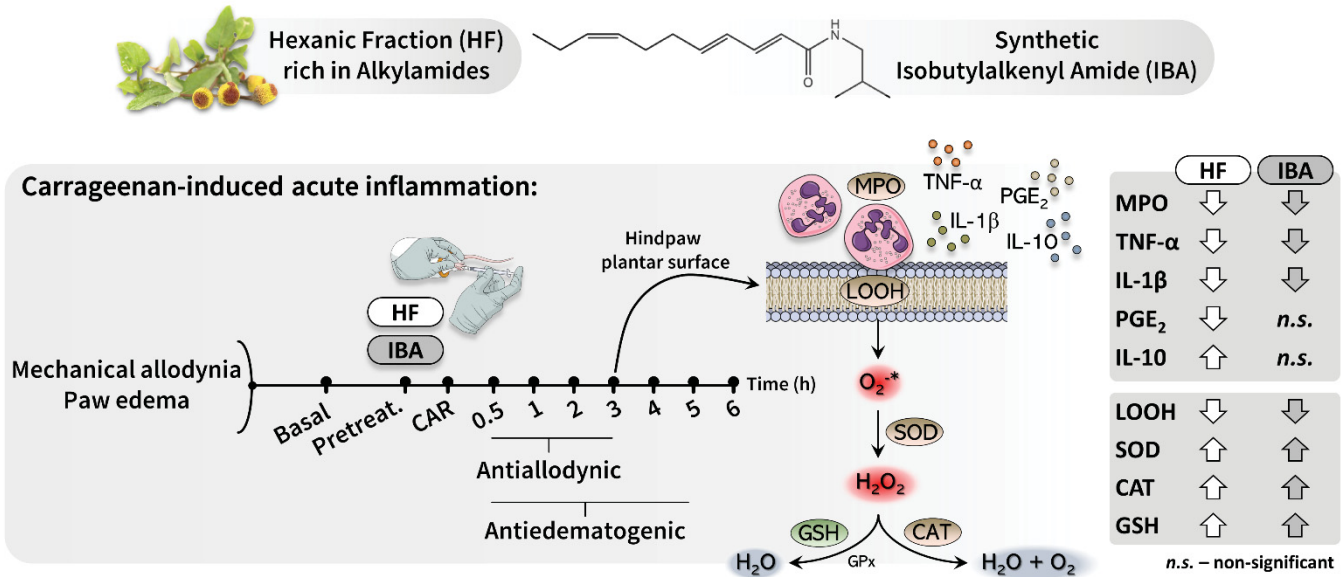 Hexanic Fraction (HF)
rich in Alkylamides
H
N
O
Synthetic
Isobutylalkenyl Amide (IBA)
Carrageenan-induced acute inflammation:
HF
IBA
Mechanical allodynia
Paw edema
Basal
Pretreat.
CAR
0.5
1
2
3
4
5
6
Time (h)
Antiallodynic
Antiedematogenic
Hindpaw
plantar surface
MPO
TNF-α
PGE₂
IL-1β
IL-10
LOOH
O₂⁻*
SOD
H₂O₂
GSH
CAT
GPx
H₂O
H₂O + O₂
HF IBA
MPO
TNF-α
IL-1β
PGE₂ n.s.
IL-10 n.s.
LOOH
SOD
CAT
GSH
n.s. – non-significant